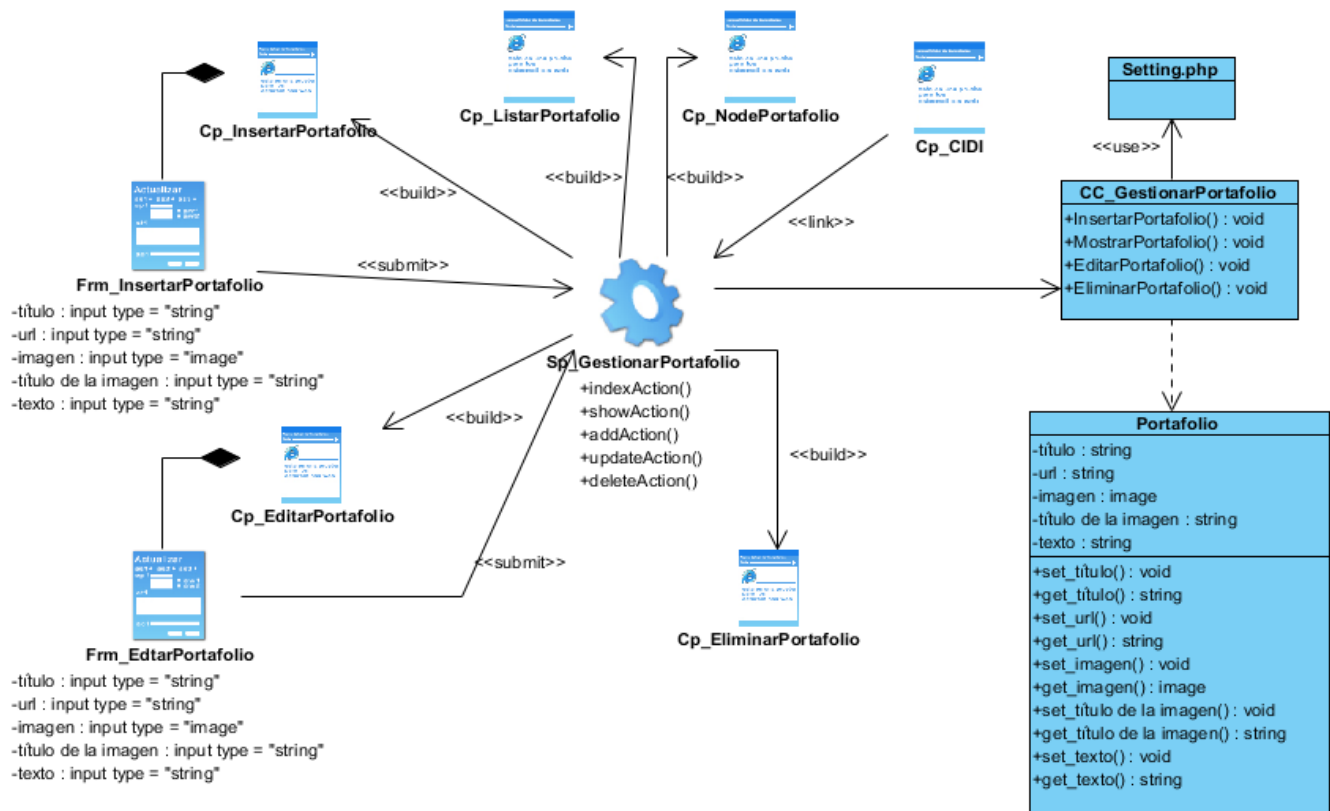 Cp_InsertarPortafolio
Cp_ListarPortafolio
Cp_NodePortafolio
Cp_CIDI
Setting.php
<<use>>
<<build>>
<<build>>
<<build>>
<<link>>
CC_GestionarPortafolio
+InsertarPortafolio() : void
+MostrarPortafolio() : void
+EditarPortafolio() : void
+EliminarPortafolio() : void
Actualizar
Frm_InsertarPortafolio
-título : input type = "string"
-url : input type = "string"
-imagen : input type = "image"
-título de la imagen : input type = "string"
-texto : input type = "string"
<<submit>>
Sp_GestionarPortafolio
+indexAction()
+showAction()
+addAction()
+updateAction()
+deleteAction()
<<build>>
Cp_EditarPortafolio
<<build>>
<<submit>>
Cp_EliminarPortafolio
Actualizar
Frm_EdtarPortafolio
-título : input type = "string"
-url : input type = "string"
-imagen : input type = "image"
-título de la imagen : input type = "string"
-texto : input type = "string"
Portafolio
-título : string
-url : string
-imagen : image
-título de la imagen : string
-texto : string
+set_título() : void
+get_título() : string
+set_url() : void
+get_url() : string
+set_imagen() : void
+get_imagen() : image
+set_título de la imagen() : void
+get_título de la imagen() : string
+set_texto() : void
+get_texto() : string